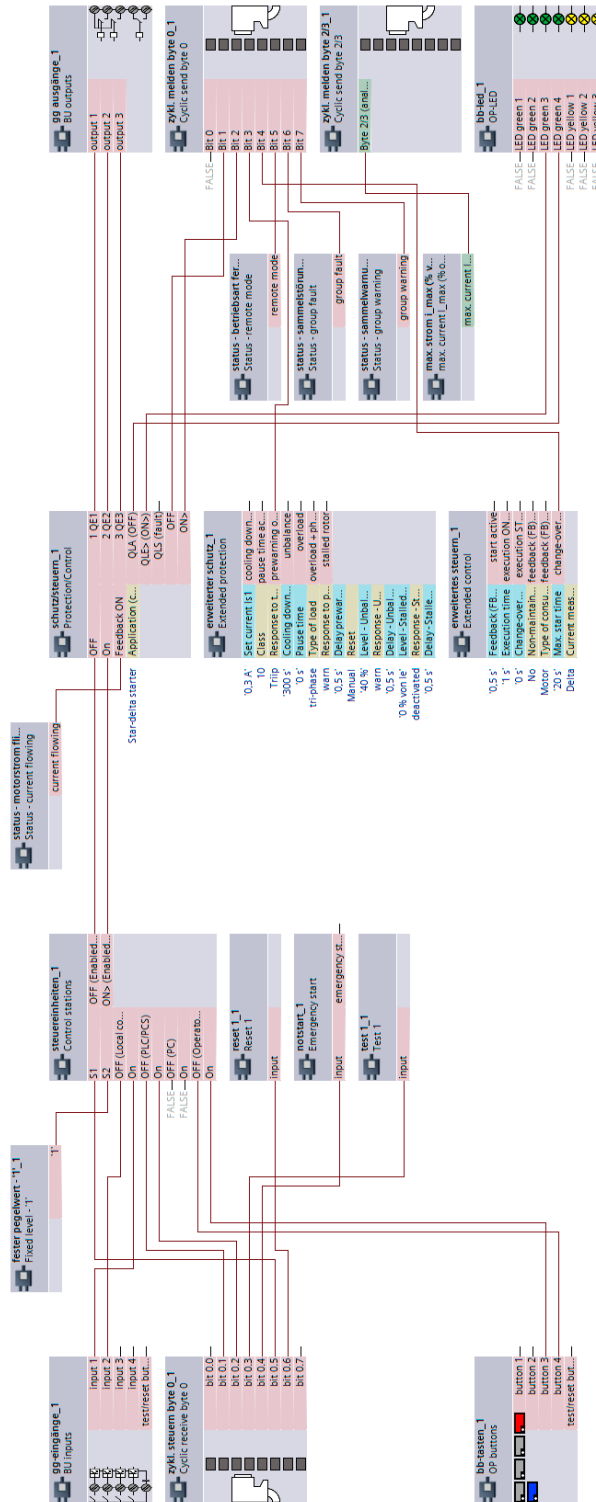 gg-eingänge_1
BU inputs
input 1
input 2
input 3
input 4
test/reset but...
zykl. steuern byte 0_1
Cyclic receive byte 0
bit 0.0
bit 0.1
bit 0.2
bit 0.3
bit 0.4
bit 0.5
bit 0.6
bit 0.7
bb-tasten_1
OP buttons
button 1
button 2
button 3
button 4
test/reset but...
fester pegelwert - '1'_1
Fixed level - '1'
'1'
steuereinheiten_1
Control stations
S1 OFF (Enabled...
S2 ON> (Enabled...
OFF (Local co...
On
OFF (PLC/PCS)
On
FALSE OFF (PC)
FALSE On
OFF (Operato...
On
reset 1_1
Reset 1
input
notstart_1
Emergency start
input emergency st...
test 1_1
Test 1
input
status - motorstrom fli...
Status - current flowing
current flowing
schutz/steuern_1
Protection/Control
OFF 1 QE1
On 2 QE2
Feedback ON 3 QE3
Star-delta starter Application (c... QLA (OFF)
QLE> (ON>)
QLS (fault)
OFF
ON>
erweiterter schutz_1
Extended protection
'0,3 A' Set current Is1 cooling down...
10 Class pause time ac...
Triip Response to t... prewarning o...
'300 s' Cooling down... unbalance
'0 s' Pause time overload
tri-phase Type of load overload + ph...
warn Response to p... stalled rotor
'0,5 s' Delay prewar...
Manual Reset
'40 % Level - Unbal...
warn Response - U...
'0,5 s' Delay - Unbal...
'0 % von Ie' Level - Stalled...
deactivated Response - St...
'0,5 s' Delay - Stalle...
erweitertes steuern_1
Extended control
'0,5 s' Feedback (FB... start active
'1 s' Execution time execution ON...
'0 s' Change-over... execution ST...
No Non-maintain... feedback (FB)...
Motor Type of consu... feedback (FB)...
'20 s' Max. star time change-over...
Delta Current meas...
status - betriebsart fer...
Status - remote mode
remote mode
status - sammelstörun...
Status - group fault
group fault
status - sammelwarnu...
Status - group warning
group warning
max. strom i_max (% v...
max. current I_max (% o...
max. current I...
gg ausgänge_1
BU outputs
output 1
output 2
output 3
zykl. melden byte 0_1
Cyclic send byte 0
FALSE Bit 0
Bit 1
Bit 2
Bit 3
Bit 4
Bit 5
Bit 6
Bit 7
zykl. melden byte 2/3_1
Cyclic send byte 2/3
Byte 2/3 (anal...
bb-led_1
OP-LED
FALSE LED green 1
FALSE LED green 2
LED green 3
LED green 4
FALSE LED yellow 1
FALSE LED yellow 2
FALSE LED yellow 3